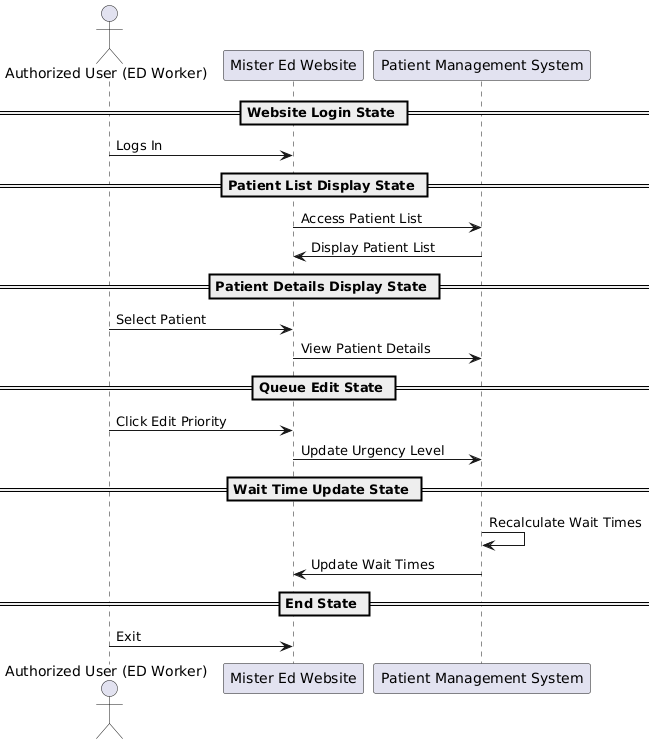 Authorized User (ED Worker)
Mister Ed Website
Patient Management System
Website Login State
Logs In
Patient List Display State
Access Patient List
Display Patient List
Patient Details Display State
Select Patient
View Patient Details
Queue Edit State
Click Edit Priority
Update Urgency Level
Wait Time Update State
Recalculate Wait Times
Update Wait Times
End State
Exit
Authorized User (ED Worker)
Mister Ed Website
Patient Management System